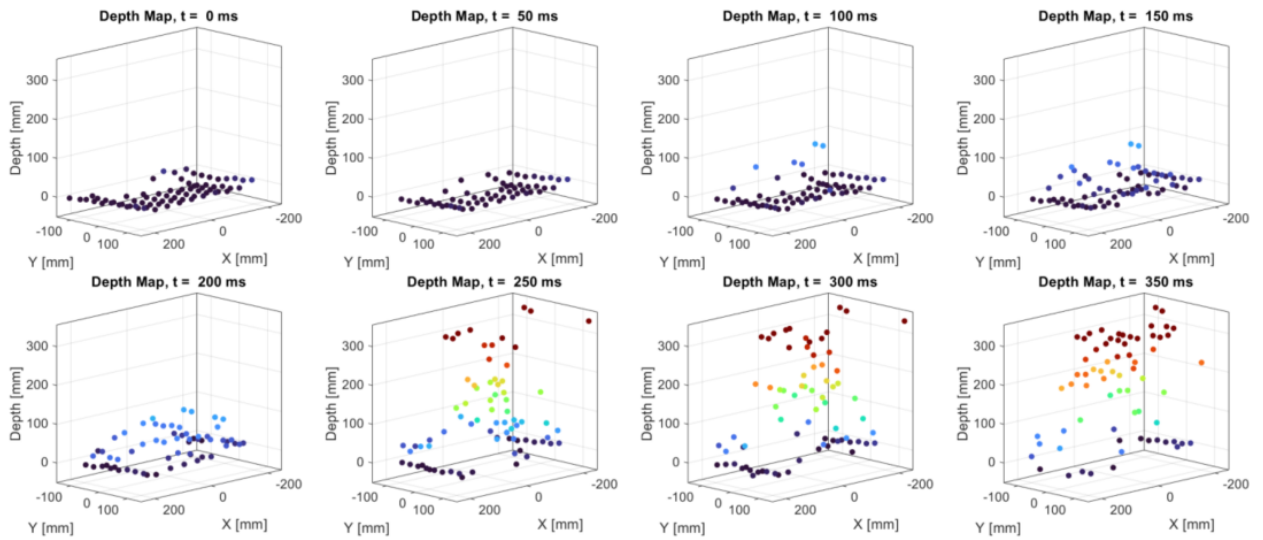 Depth Map, t =  0 ms
Depth [mm]
300
200
100
0
-100
0
100
Y [mm]
200
0
-200
X [mm]
Depth Map, t =  50 ms
Depth [mm]
300
200
100
0
-100
0
100
Y [mm]
200
0
-200
X [mm]
Depth Map, t =  100 ms
Depth [mm]
300
200
100
0
-100
0
100
Y [mm]
200
0
-200
X [mm]
Depth Map, t =  150 ms
Depth [mm]
300
200
100
0
-100
0
100
Y [mm]
200
0
-200
X [mm]
Depth Map, t =  200 ms
Depth [mm]
300
200
100
0
-100
0
100
Y [mm]
200
0
-200
X [mm]
Depth Map, t =  250 ms
Depth [mm]
300
200
100
0
-100
0
100
Y [mm]
200
0
-200
X [mm]
Depth Map, t =  300 ms
Depth [mm]
300
200
100
0
-100
0
100
Y [mm]
200
0
-200
X [mm]
Depth Map, t =  350 ms
Depth [mm]
300
200
100
0
-100
0
100
Y [mm]
200
0
-200
X [mm]